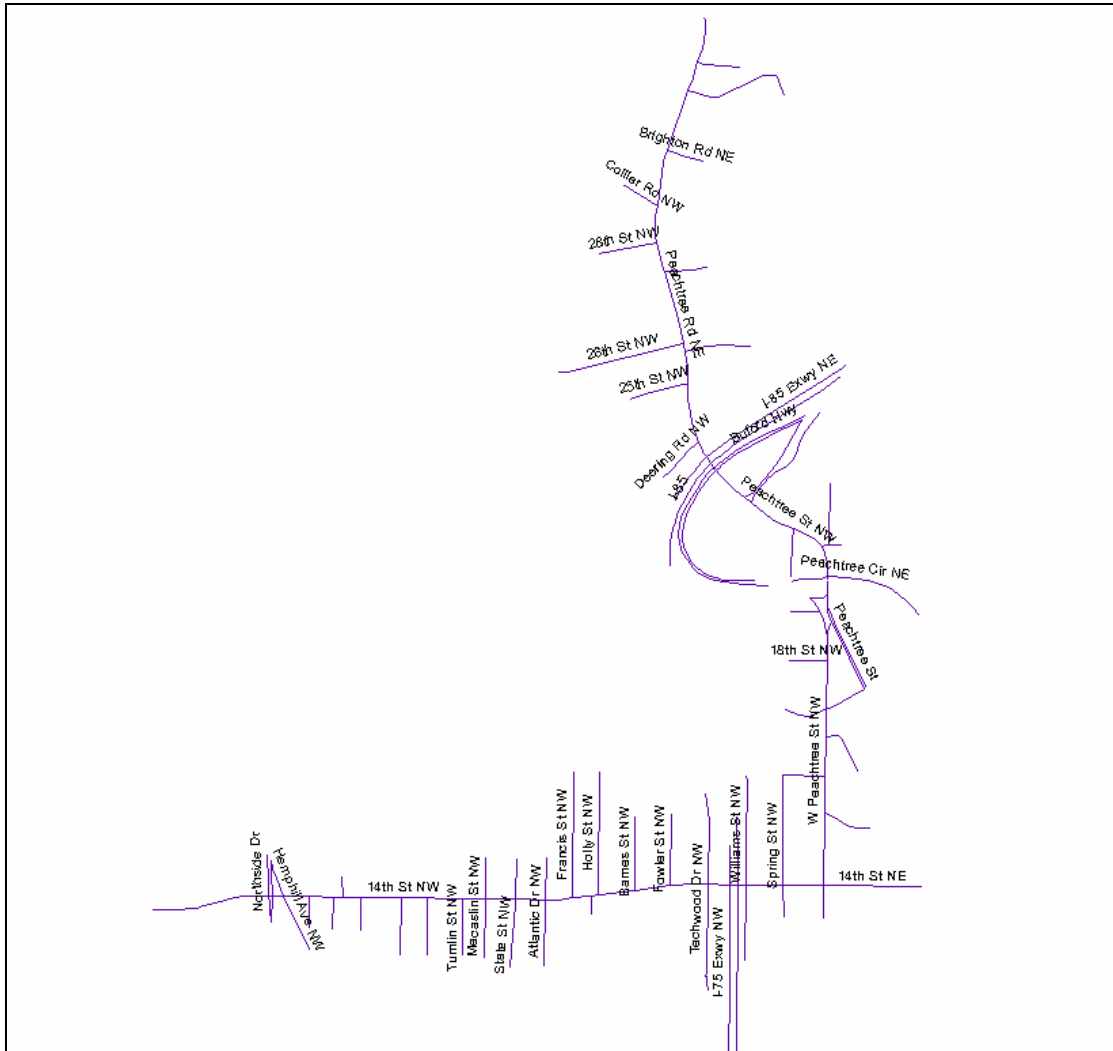 Brighton Rd NE
Collier Rd NW
28th St NW
Peachtree Rd NE
26th St NW
25th St NW
I-85 Exwy NE
Buford Hwy
Deering Rd NW
I-85
Peachtree St NW
Peachtree Cir NE
Peachtree St
18th St NW
W Peachtree St NW
Francis St NW
Holly St NW
Barnes St NW
Fowler St NW
Techwood Dr NW
Williams St NW
Spring St NW
14th St NE
Northside Dr
Hemphill Ave NW
14th St NW
Tumlin St NW
Macaslin St NW
State St NW
Atlantic Dr NW
I-75 Exwy NW